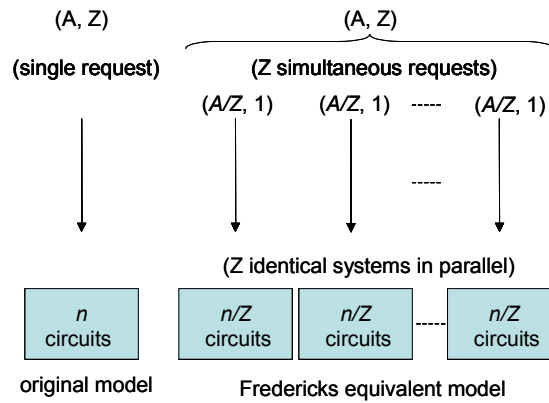 (A, Z)
(single request)
n
circuits
original model
(A, Z)
(Z simultaneous requests)
(A/Z, 1) (A/Z, 1) ----- (A/Z, 1)
-----
(Z identical systems in parallel)
n/Z n/Z ----- n/Z
circuits circuits circuits
Fredericks equivalent model